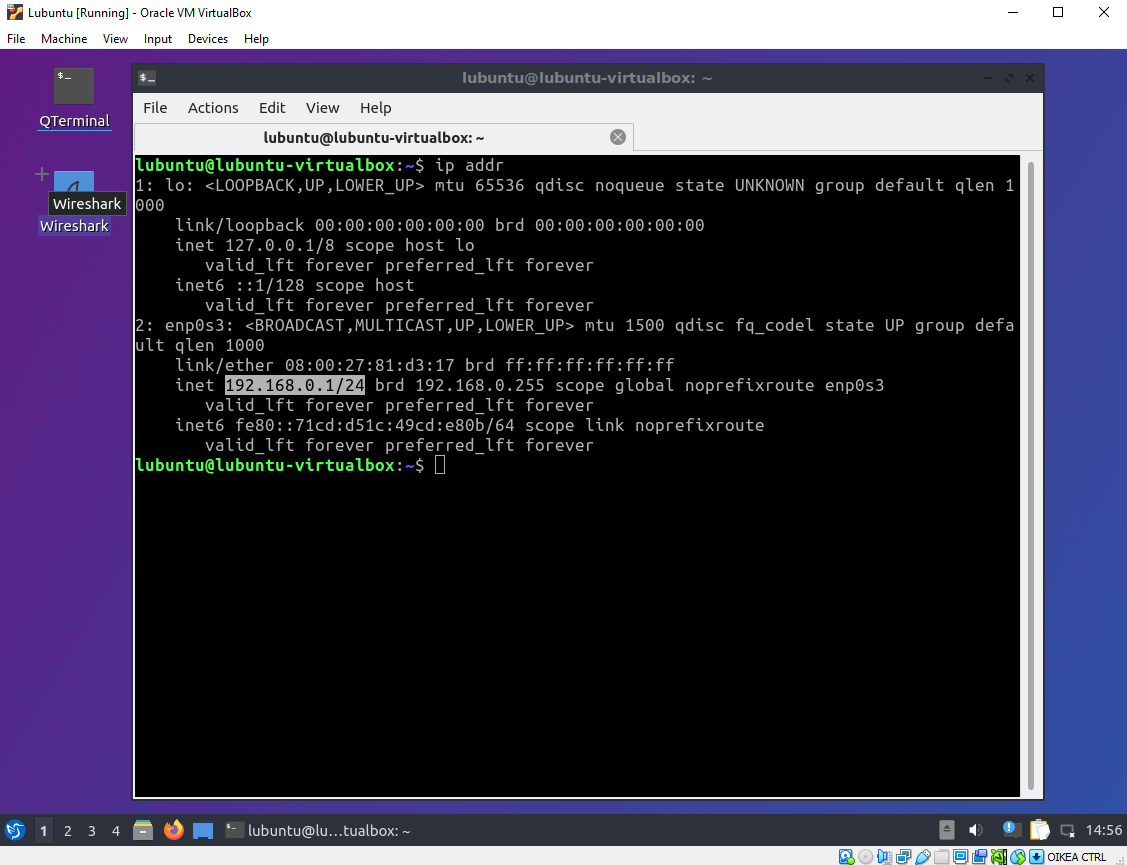 Lubuntu [Running] - Oracle VM VirtualBox
File Machine View Input Devices Help
lubuntu@lubuntu-virtualbox: ~
QTerminal
File Actions Edit View Help
lubuntu@lubuntu-virtualbox: ~
Wireshark
Wireshark
lubuntu@lubuntu-virtualbox:~$ ip addr
1: lo: <LOOPBACK,UP,LOWER_UP> mtu 65536 qdisc noqueue state UNKNOWN group default qlen 1
000
    link/loopback 00:00:00:00:00:00 brd 00:00:00:00:00:00
    inet 127.0.0.1/8 scope host lo
       valid_lft forever preferred_lft forever
    inet6 ::1/128 scope host
       valid_lft forever preferred_lft forever
2: enp0s3: <BROADCAST,MULTICAST,UP,LOWER_UP> mtu 1500 qdisc fq_codel state UP group defa
ult qlen 1000
    link/ether 08:00:27:81:d3:17 brd ff:ff:ff:ff:ff:ff
    inet 192.168.0.1/24 brd 192.168.0.255 scope global noprefixroute enp0s3
       valid_lft forever preferred_lft forever
    inet6 fe80::71cd:d51c:49cd:e80b/64 scope link noprefixroute
       valid_lft forever preferred_lft forever
lubuntu@lubuntu-virtualbox:~$
1 2 3 4 lubuntu@lu...tualbox: ~ 14:56
OIKEA CTRL